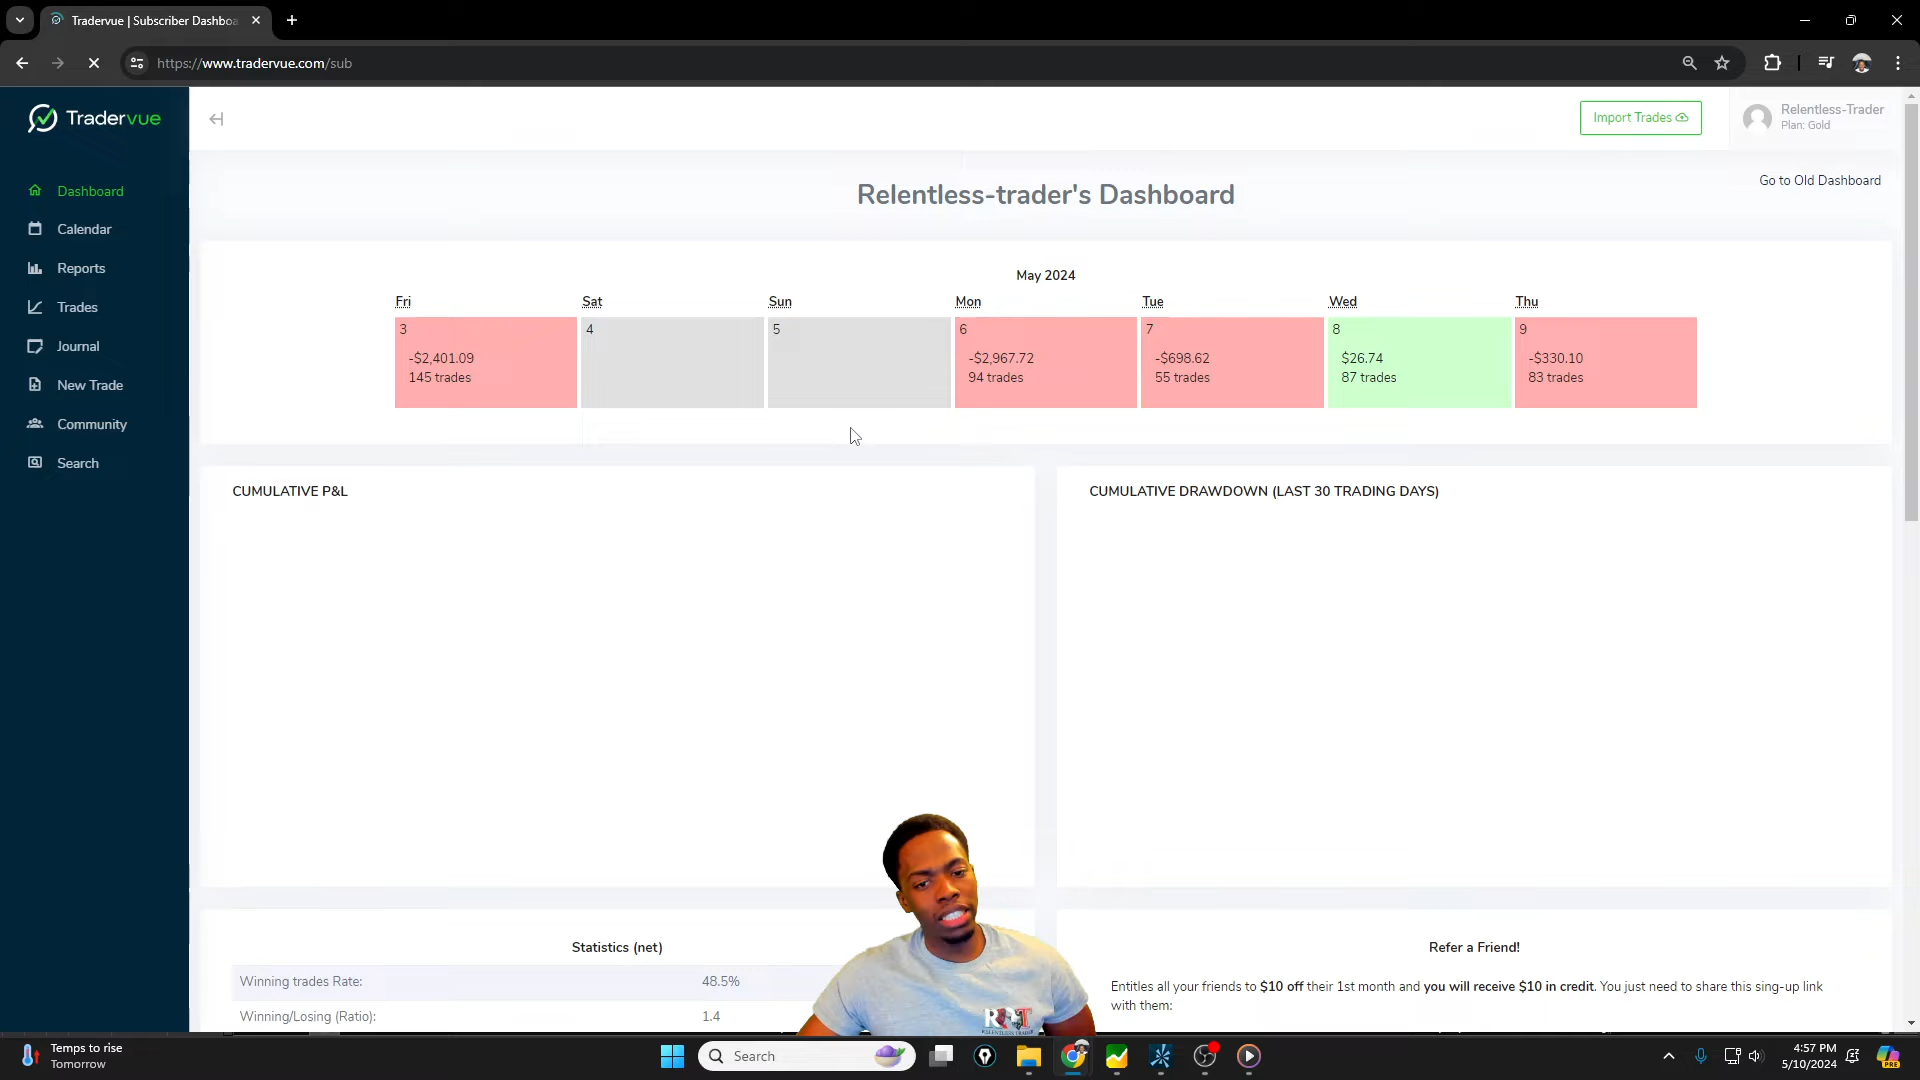 Tradervue | Subscriber Dashboa
https://www.tradervue.com/sub
Tradervue
Import Trades
Relentless-Trader
Plan: Gold
Dashboard
Calendar
Reports
Trades
Journal
New Trade
Community
Search
Relentless-trader's Dashboard
Go to Old Dashboard
May 2024
Fri Sat Sun Mon Tue Wed Thu
3 4 5 6 7 8 9
-$2,401.09 -$2,967.72 -$698.62 $26.74 -$330.10
145 trades 94 trades 55 trades 87 trades 83 trades
CUMULATIVE P&L
CUMULATIVE DRAWDOWN (LAST 30 TRADING DAYS)
Statistics (net)
Winning trades Rate: 48.5%
Winning/Losing (Ratio): 1.4
Refer a Friend!
Entitles all your friends to $10 off their 1st month and you will receive $10 in credit. You just need to share this sing-up link
with them:
RELENTLESS TRADER
Temps to rise
Tomorrow
Search
4:57 PM
5/10/2024
PRE